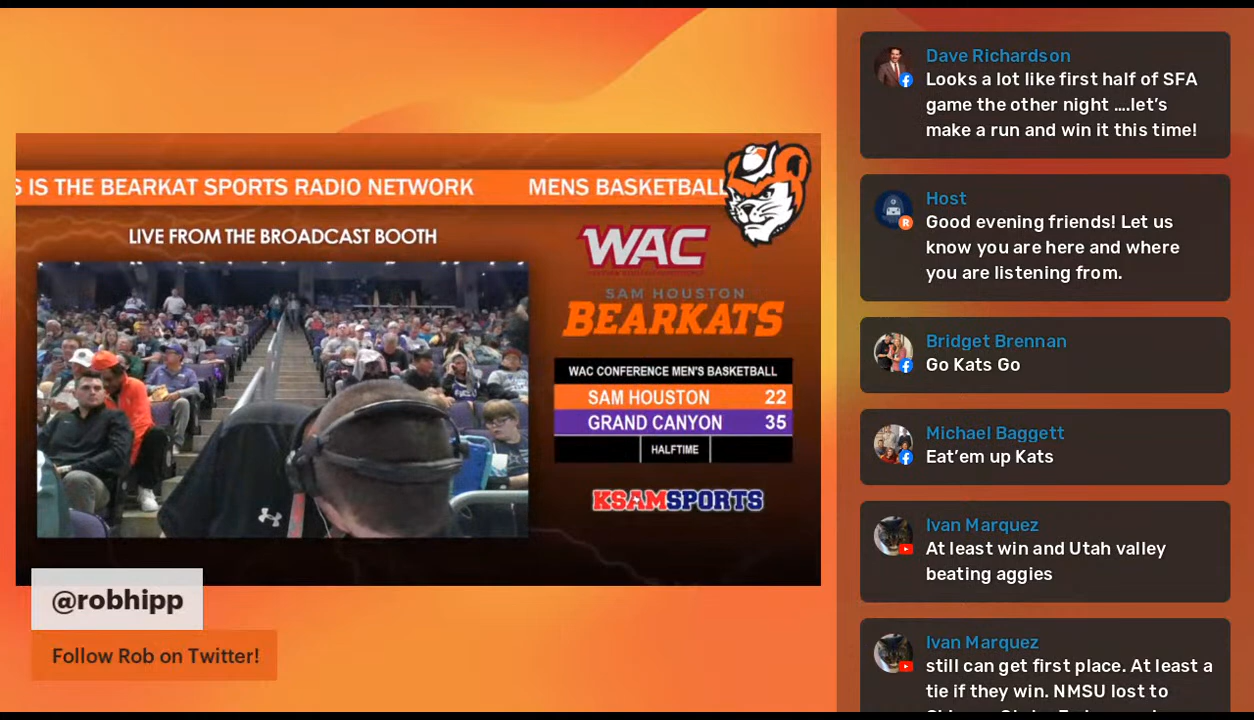 S IS THE BEARKAT SPORTS RADIO NETWORK MENS BASKETBALL
LIVE FROM THE BROADCAST BOOTH
WAC
SAM HOUSTON
BEARKATS
WAC CONFERENCE MEN'S BASKETBALL
SAM HOUSTON 22
GRAND CANYON 35
HALFTIME
KSAMSPORTS
@robhipp
Follow Rob on Twitter!
Dave Richardson
Looks a lot like first half of SFA
game the other night ....let's
make a run and win it this time!
Host
Good evening friends! Let us
know you are here and where
you are listening from.
Bridget Brennan
Go Kats Go
Michael Baggett
Eat'em up Kats
Ivan Marquez
At least win and Utah valley
beating aggies
Ivan Marquez
still can get first place. At least a
tie if they win. NMSU lost to